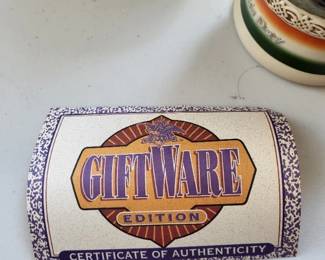 GIFTWARE
EDITION
CERTIFICATE OF AUTHENTICITY